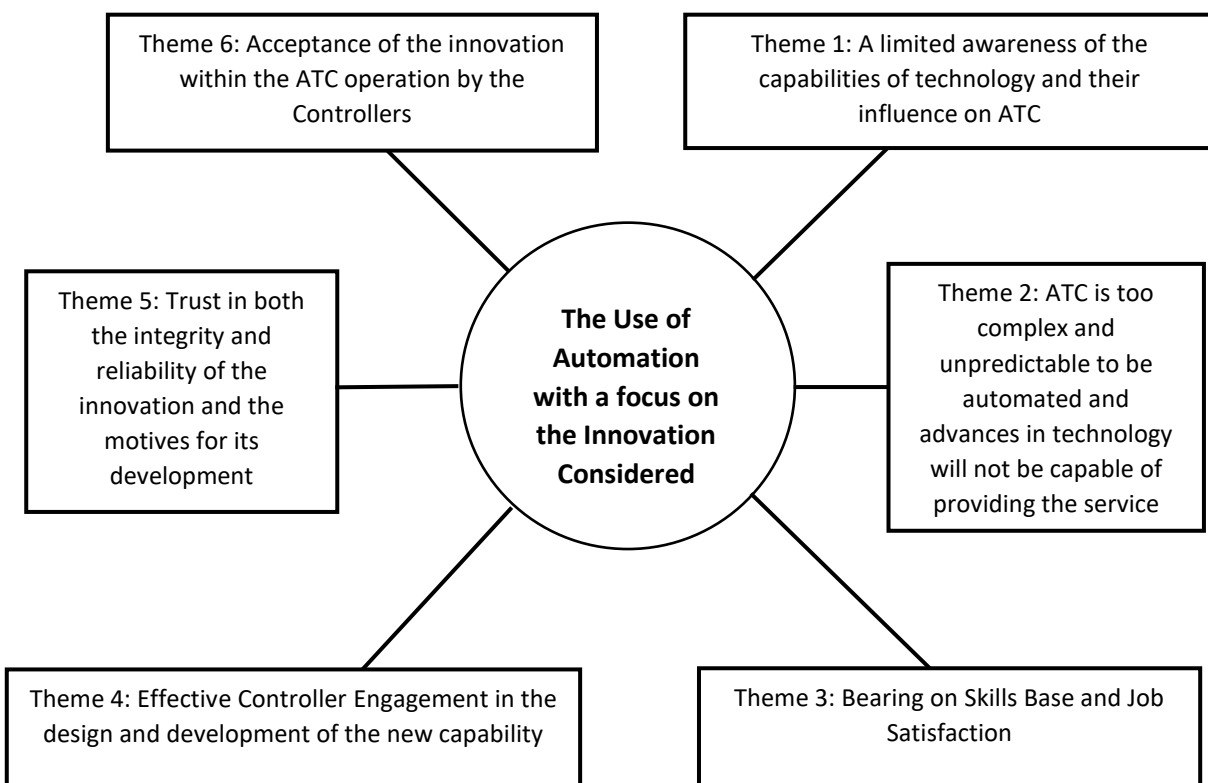 Theme 6: Acceptance of the innovation
within the ATC operation by the
Controllers
Theme 1: A limited awareness of the
capabilities of technology and their
influence on ATC
Theme 5: Trust in both
the integrity and
reliability of the
innovation and the
motives for its
development
The Use of
Automation
with a focus on
the Innovation
Considered
Theme 2: ATC is too
complex and
unpredictable to be
automated and
advances in technology
will not be capable of
providing the service
Theme 4: Effective Controller Engagement in the
design and development of the new capability
Theme 3: Bearing on Skills Base and Job
Satisfaction